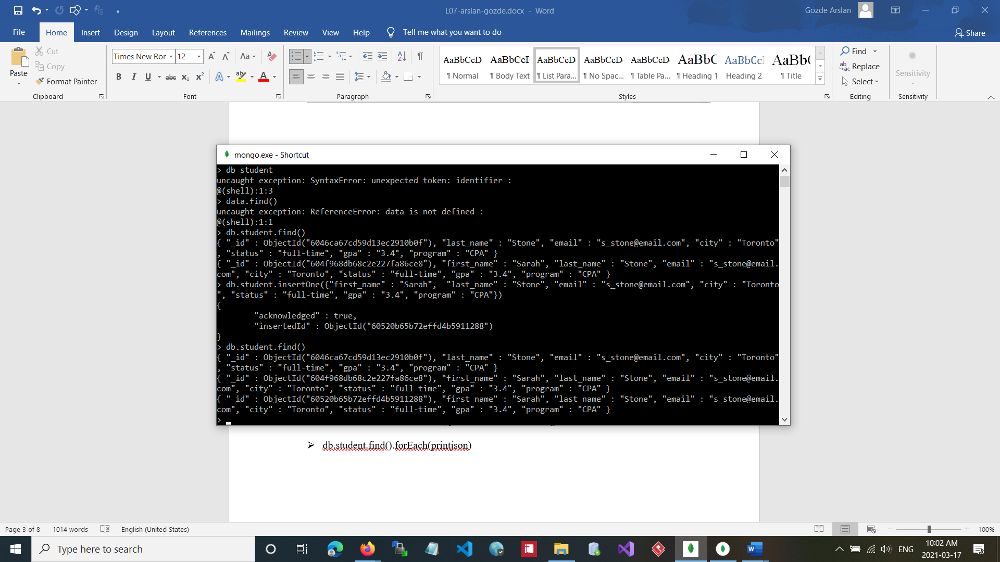 L07-arslan-gozde.docx - Word
Gozde Arslan
File Home Insert Design Layout References Mailings Review View Help Tell me what you want to do Share
Paste
Cut
Copy
Format Painter
Clipboard
Times New Ror 12
Font
Paragraph
AaBbCcD AaBbCcI AaBbCcD AaBbCcD AaBbCcD AaBbC AaBbCc AaBb(
¶ Normal ¶ Body Text ¶ List Para... ¶ No Spac... ¶ Table Pa... ¶ Heading 1 Heading 2 ¶ Title
Styles
Find
Replace
Select
Editing
Sensitivity
Sensitivity
mongo.exe - Shortcut
> db student
uncaught exception: SyntaxError: unexpected token: identifier :
@(shell):1:3
> data.find()
uncaught exception: ReferenceError: data is not defined :
@(shell):1:1
> db.student.find()
{ "_id" : ObjectId("6046ca67cd59d13ec2910b0f"), "last_name" : "Stone", "email" : "s_stone@email.com", "city" : "Toronto"
, "status" : "full-time", "gpa" : "3.4", "program" : "CPA" }
{ "_id" : ObjectId("604f968db68c2e227fa86ce8"), "first_name" : "Sarah", "last_name" : "Stone", "email" : "s_stone@email.
com", "city" : "Toronto", "status" : "full-time", "gpa" : "3.4", "program" : "CPA" }
> db.student.insertOne({"first_name" : "Sarah",  "last_name" : "Stone", "email" : "s_stone@email.com", "city" : "Toronto
", "status" : "full-time", "gpa" : "3.4", "program" : "CPA"})
{
"acknowledged" : true,
"insertedId" : ObjectId("60520b65b72effd4b5911288")
}
> db.student.find()
{ "_id" : ObjectId("6046ca67cd59d13ec2910b0f"), "last_name" : "Stone", "email" : "s_stone@email.com", "city" : "Toronto"
, "status" : "full-time", "gpa" : "3.4", "program" : "CPA" }
{ "_id" : ObjectId("604f968db68c2e227fa86ce8"), "first_name" : "Sarah", "last_name" : "Stone", "email" : "s_stone@email.
com", "city" : "Toronto", "status" : "full-time", "gpa" : "3.4", "program" : "CPA" }
{ "_id" : ObjectId("60520b65b72effd4b5911288"), "first_name" : "Sarah", "last_name" : "Stone", "email" : "s_stone@email.
com", "city" : "Toronto", "status" : "full-time", "gpa" : "3.4", "program" : "CPA" }
>
➢ db.student.find().forEach(printjson)
Page 3 of 8 1014 words English (United States) 100%
Type here to search
ENG
10:02 AM
2021-03-17